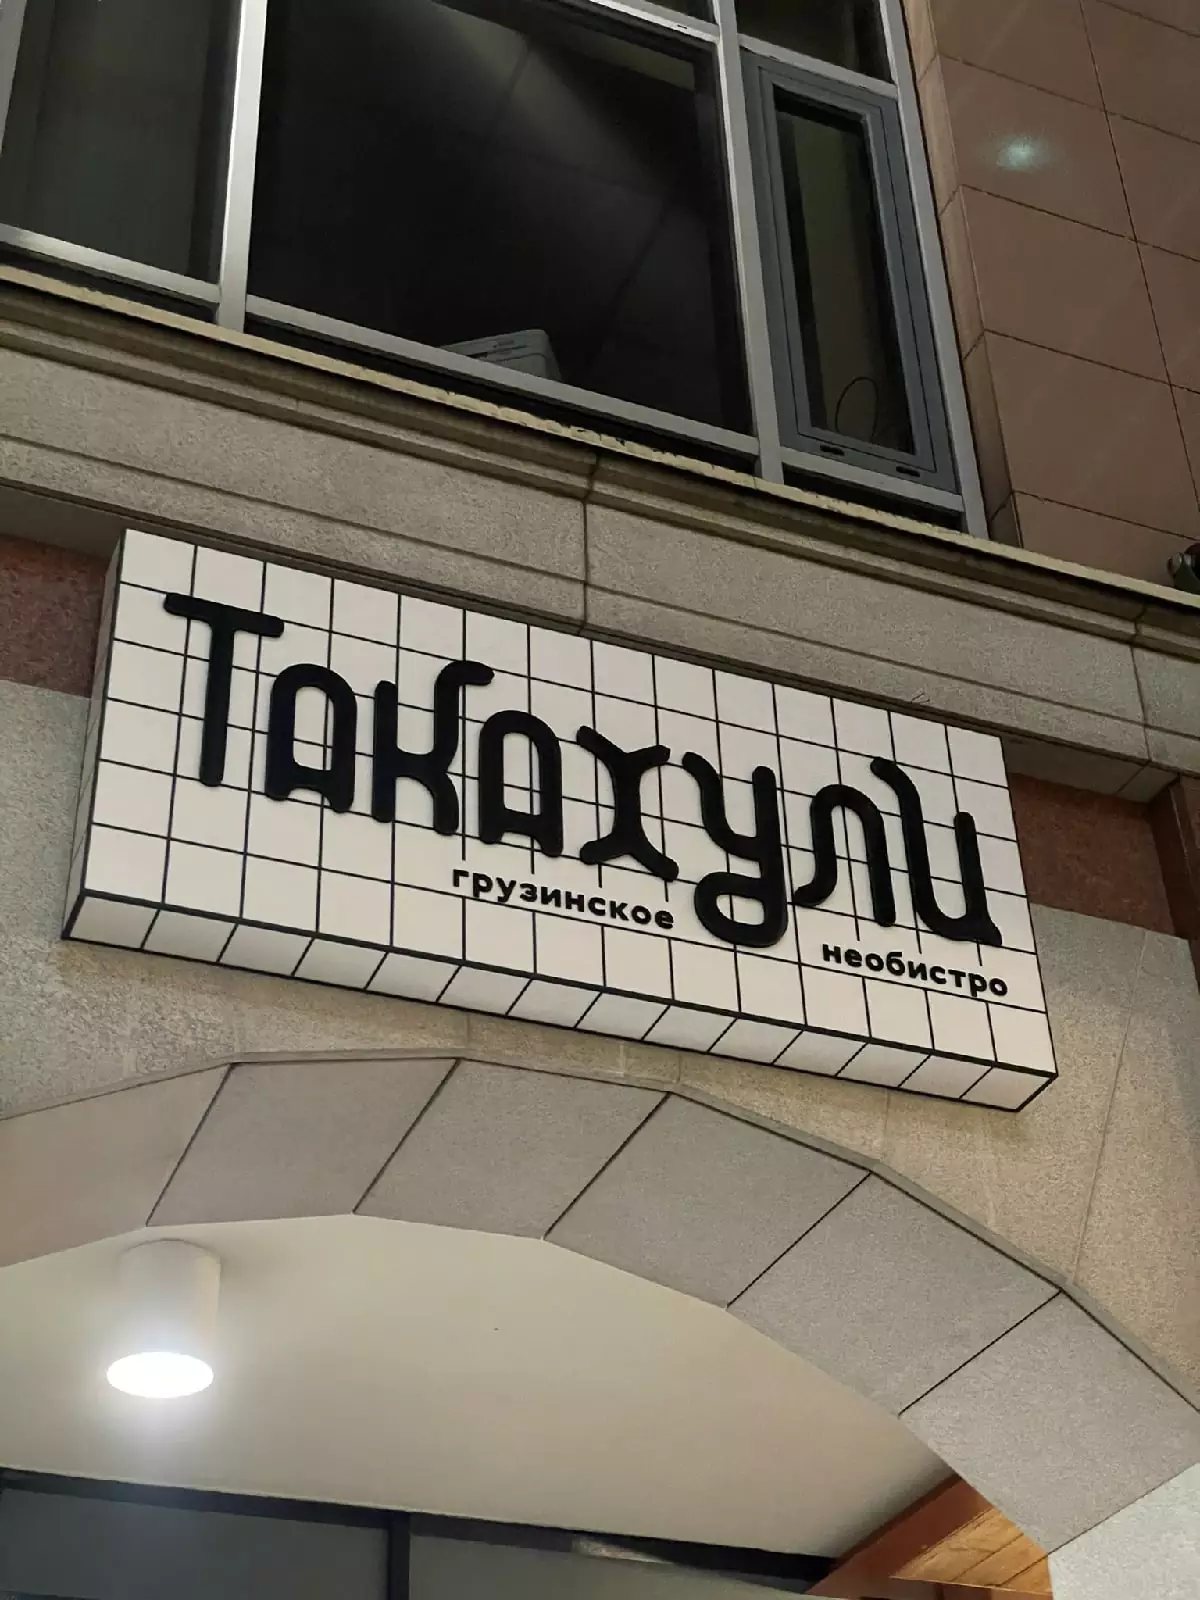 Такахули
грузинское необистро